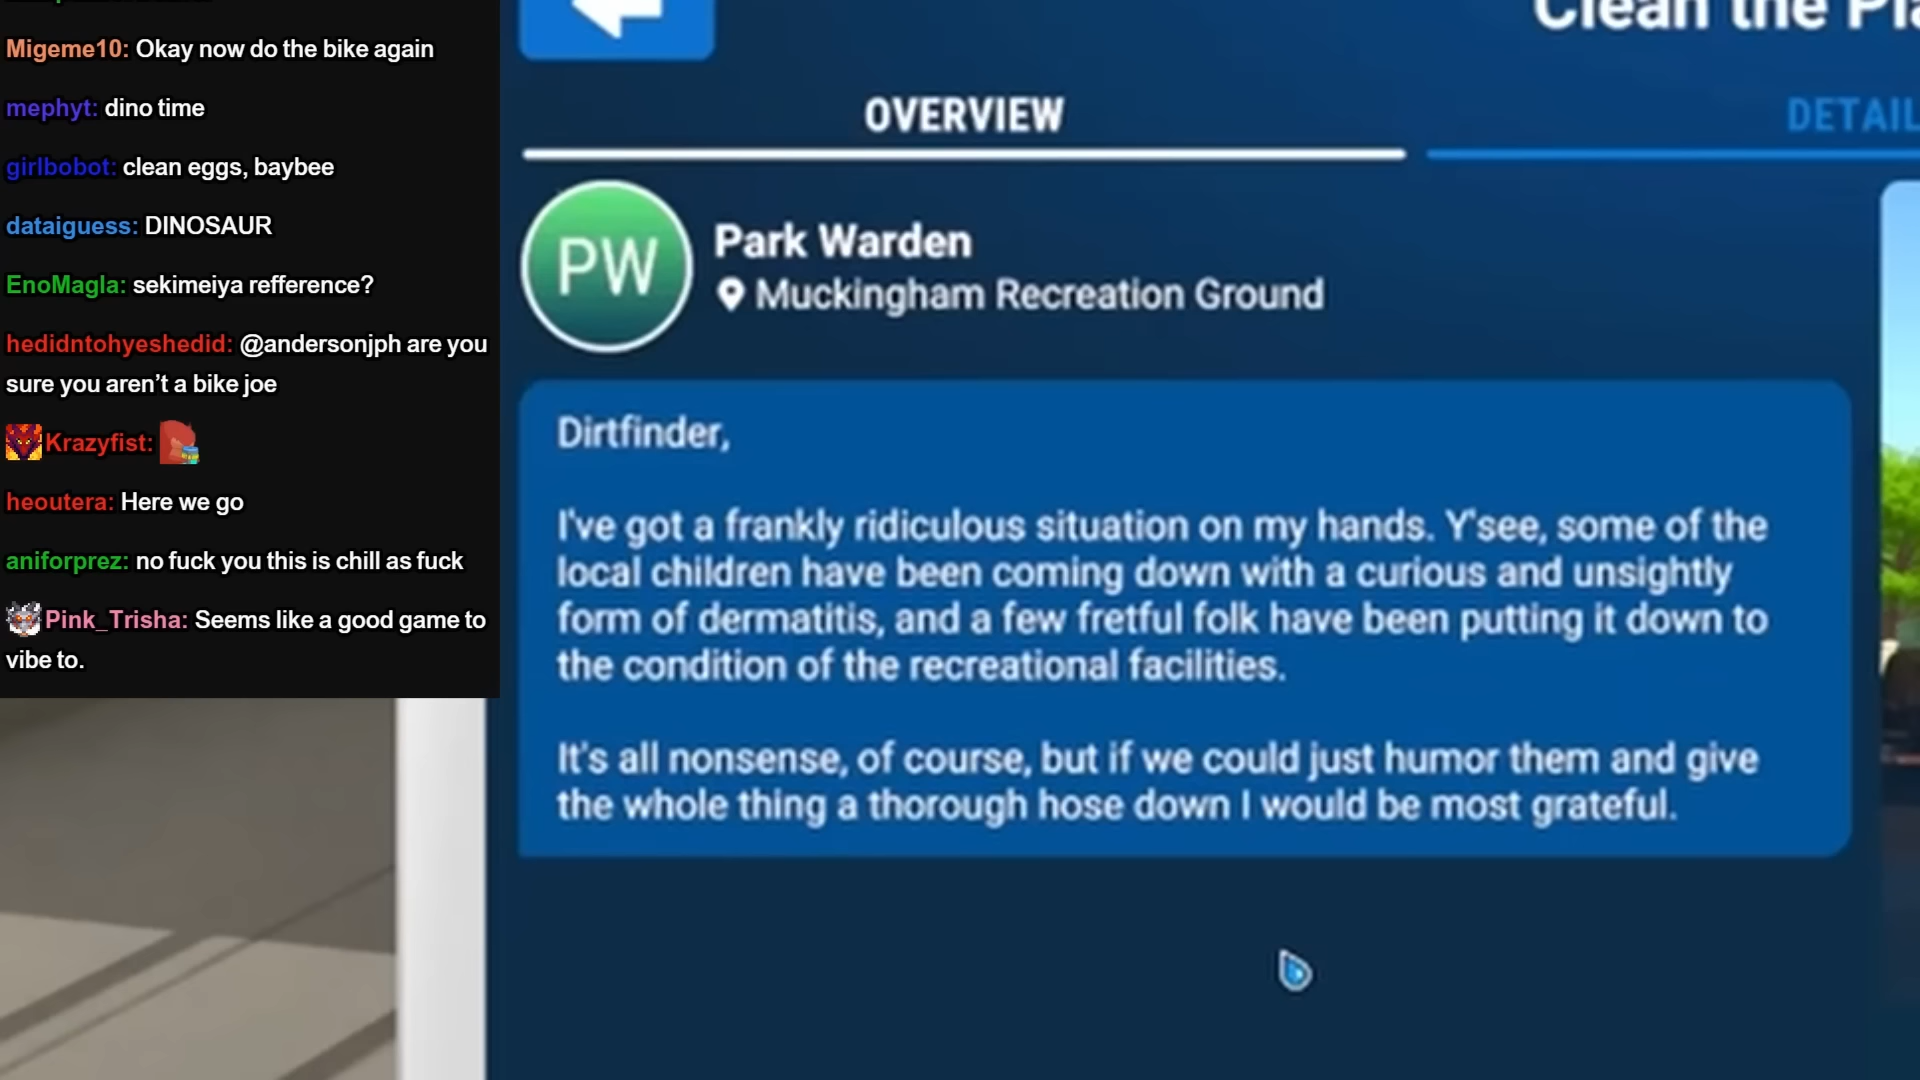 Migeme10: Okay now do the bike again
mephyt: dino time
girlbobot: clean eggs, baybee
dataiguess: DINOSAUR
EnoMagla: sekimeiya refference?
hedidntohyeshedid: @andersonjph are you
sure you aren’t a bike joe
Krazyfist:
heoutera: Here we go
aniforprez: no fuck you this is chill as fuck
Pink_Trisha: Seems like a good game to
vibe to.
Clean the
OVERVIEW
PW
Park Warden
Muckingham Recreation Ground
Dirtfinder,
I've got a frankly ridiculous situation on my hands. Y'see, some of the
local children have been coming down with a curious and unsightly
form of dermatitis, and a few fretful folk have been putting it down to
the condition of the recreational facilities.
It's all nonsense, of course, but if we could just humor them and give
the whole thing a thorough hose down I would be most grateful.